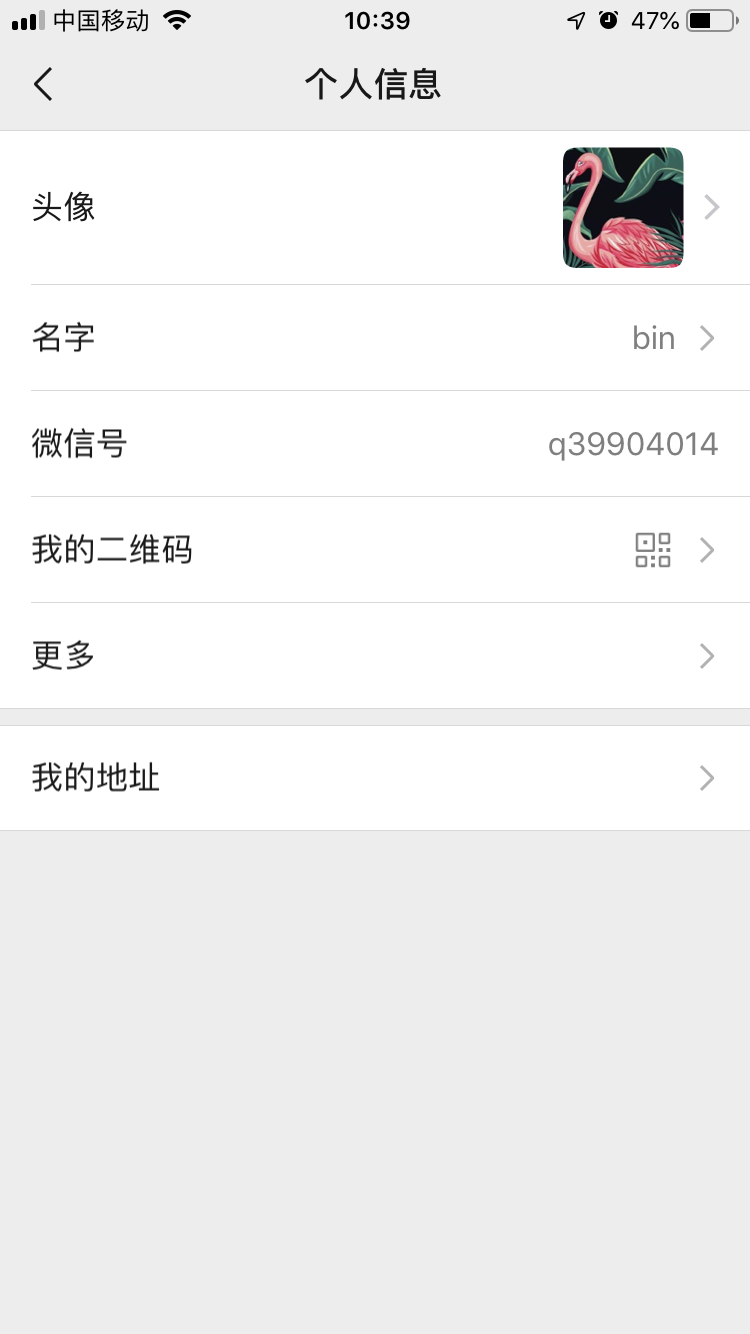 中国移动 10:39 47%
个人信息
头像
名字 bin
微信号 q39904014
我的二维码
更多
我的地址